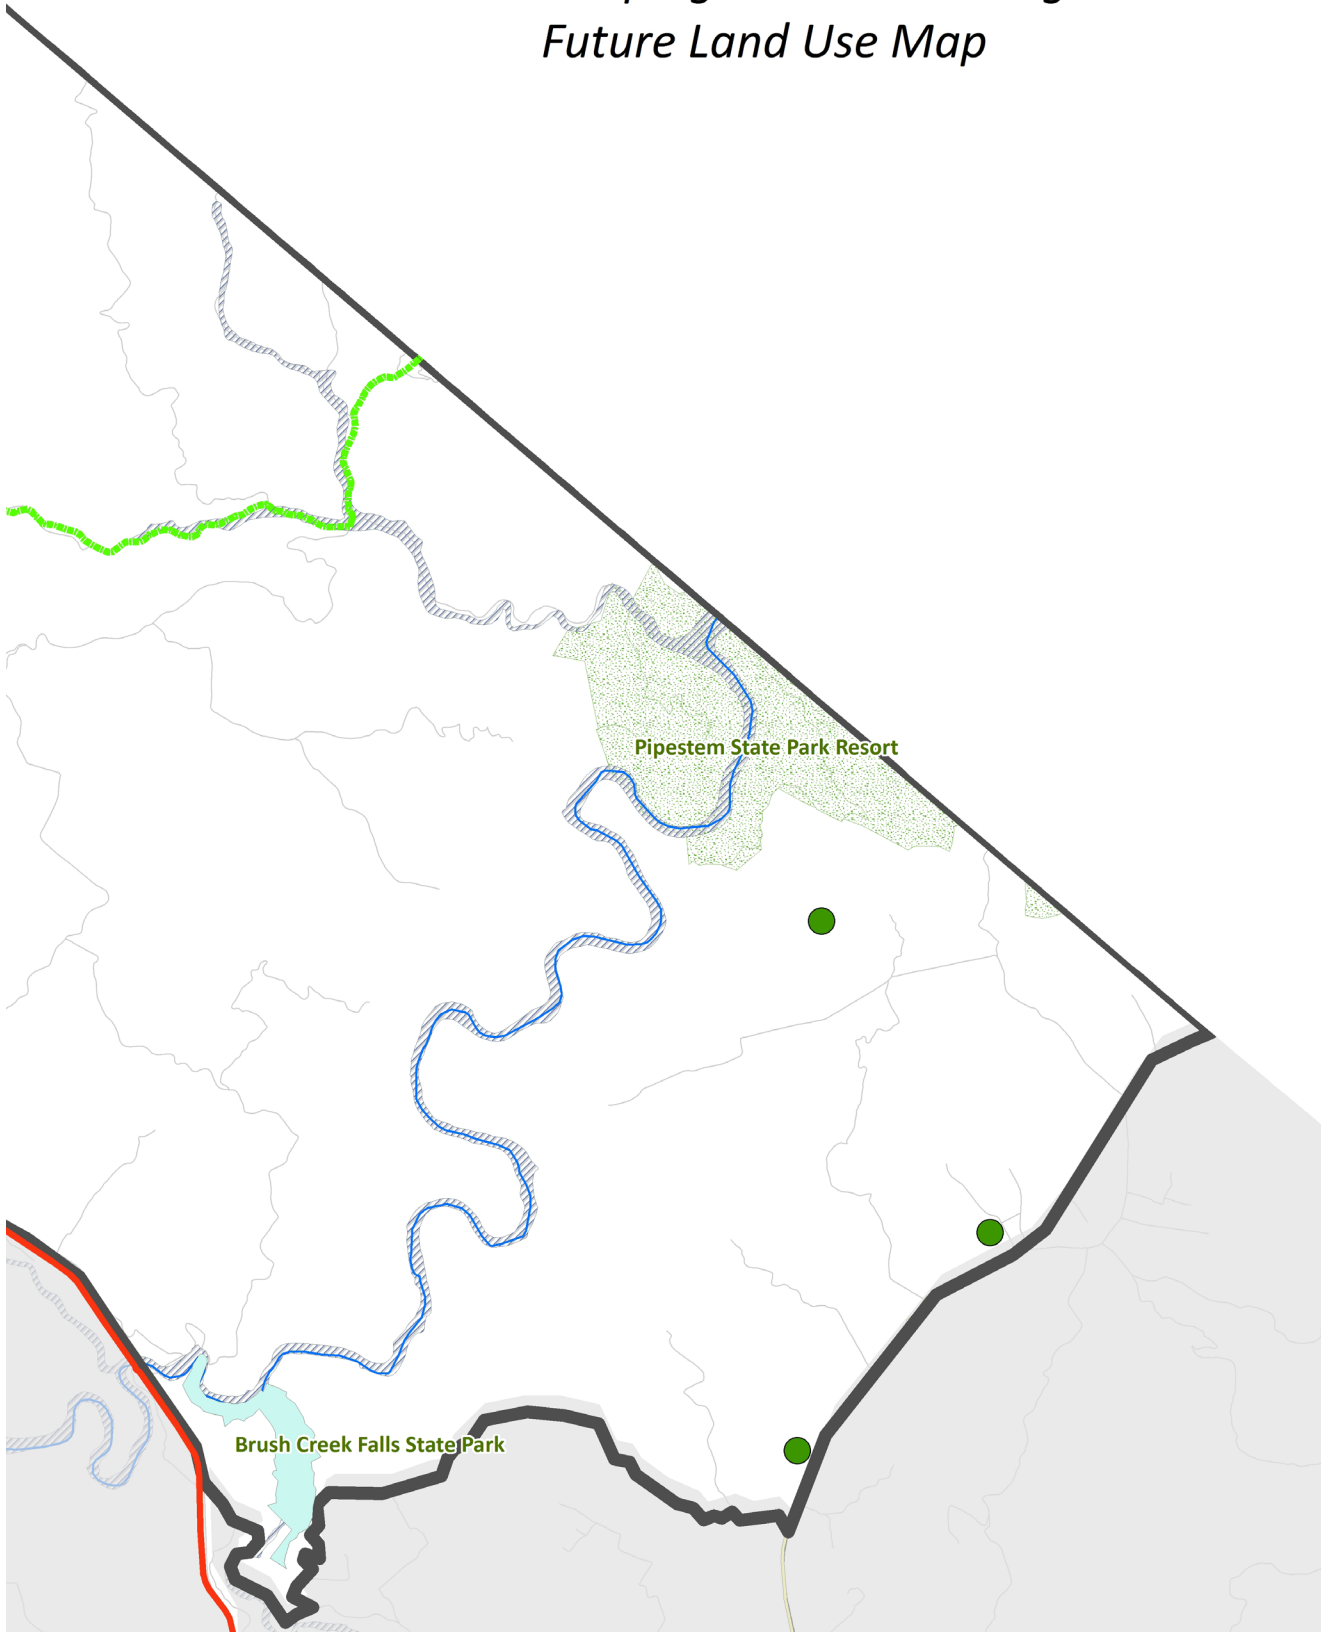 Future Land Use Map
Pipestem State Park Resort
Brush Creek Falls State Park